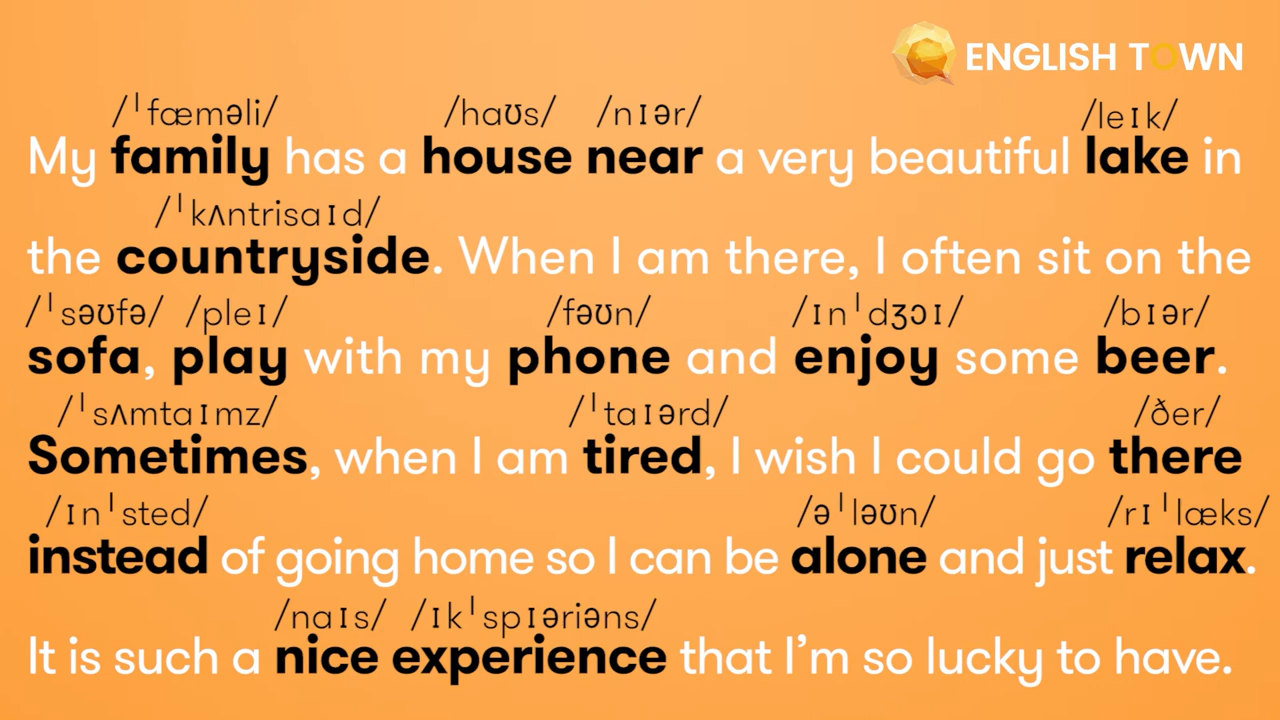 ENGLISH TOWN
/ˈfæməli/ /haʊs/ /nɪər/ /leɪk/
My family has a house near a very beautiful lake in
/ˈkʌntrisaɪd/
the countryside. When I am there, I often sit on the
/ˈsəʊfə/ /pleɪ/ /fəʊn/ /ɪnˈdʒɔɪ/ /bɪər/
sofa, play with my phone and enjoy some beer.
/ˈsʌmtaɪmz/ /ˈtaɪərd/ /ðer/
Sometimes, when I am tired, I wish I could go there
/ɪnˈsted/ /əˈləʊn/ /rɪˈlæks/
instead of going home so I can be alone and just relax.
/naɪs/ /ɪkˈspɪəriəns/
It is such a nice experience that I'm so lucky to have.